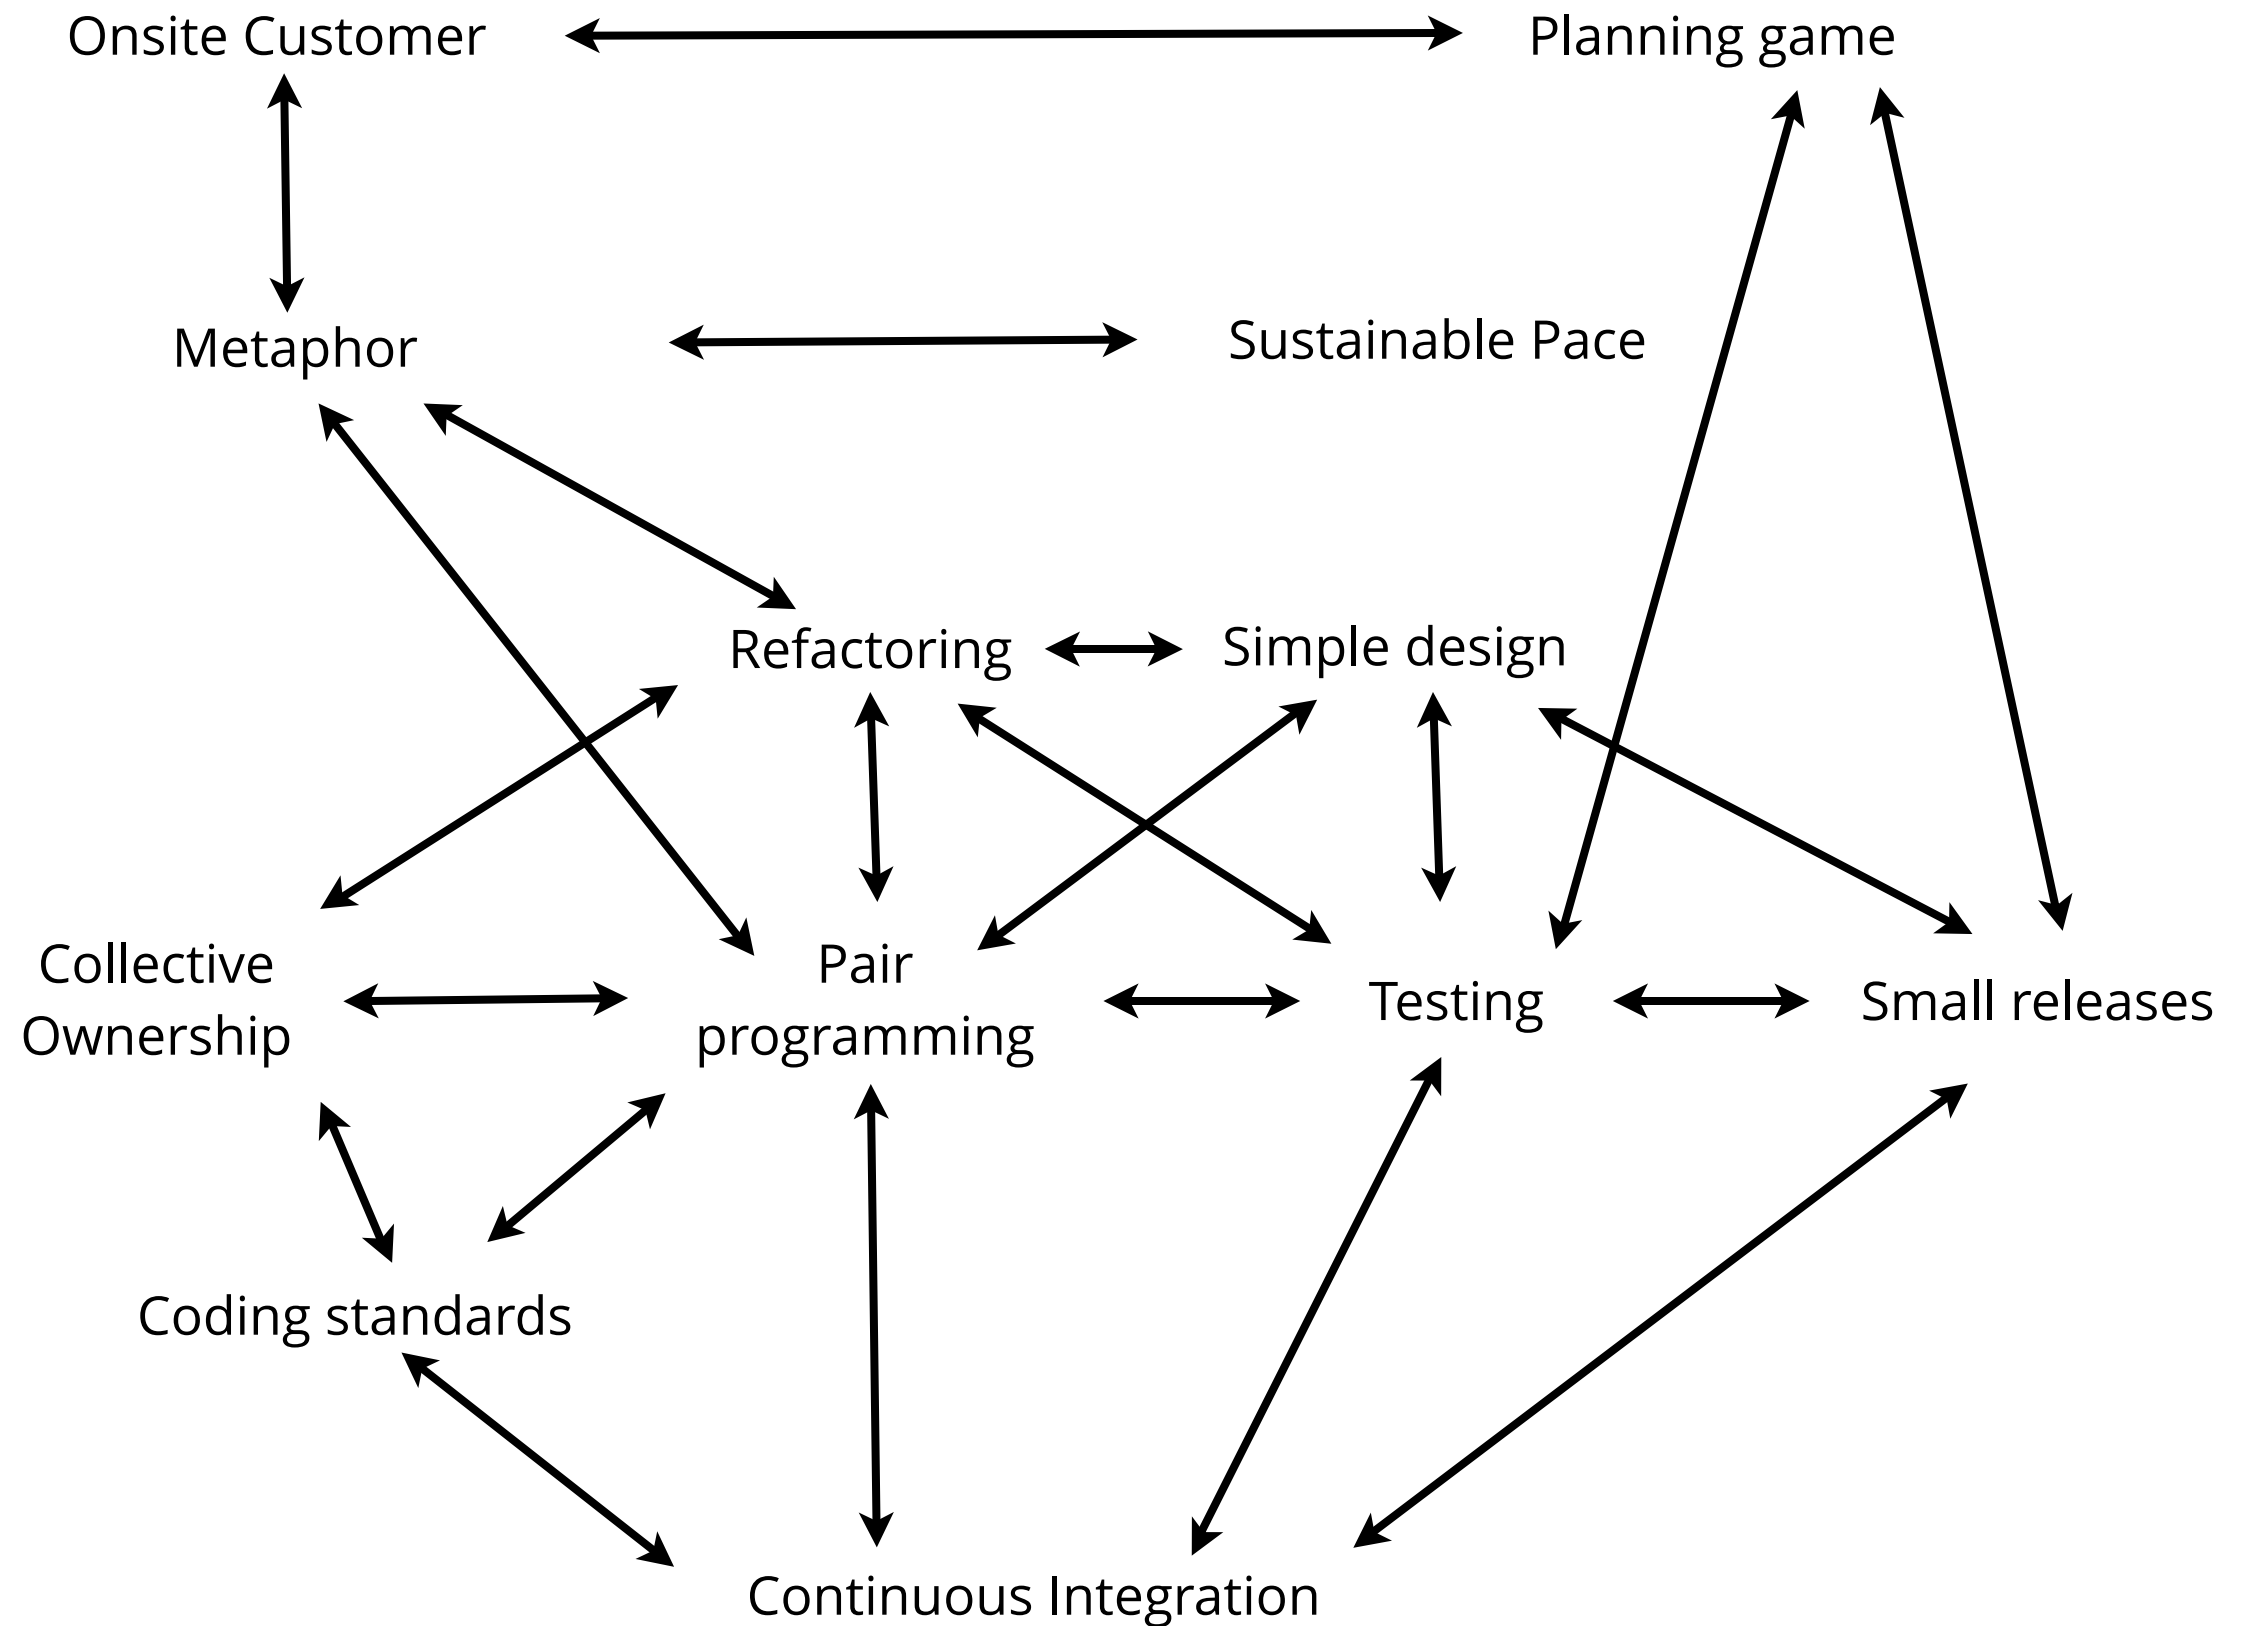 Onsite Customer
Planning game
Metaphor
Sustainable Pace
Refactoring
Simple design
Collective
Ownership
Pair
programming
Testing
Small releases
Coding standards
Continuous Integration